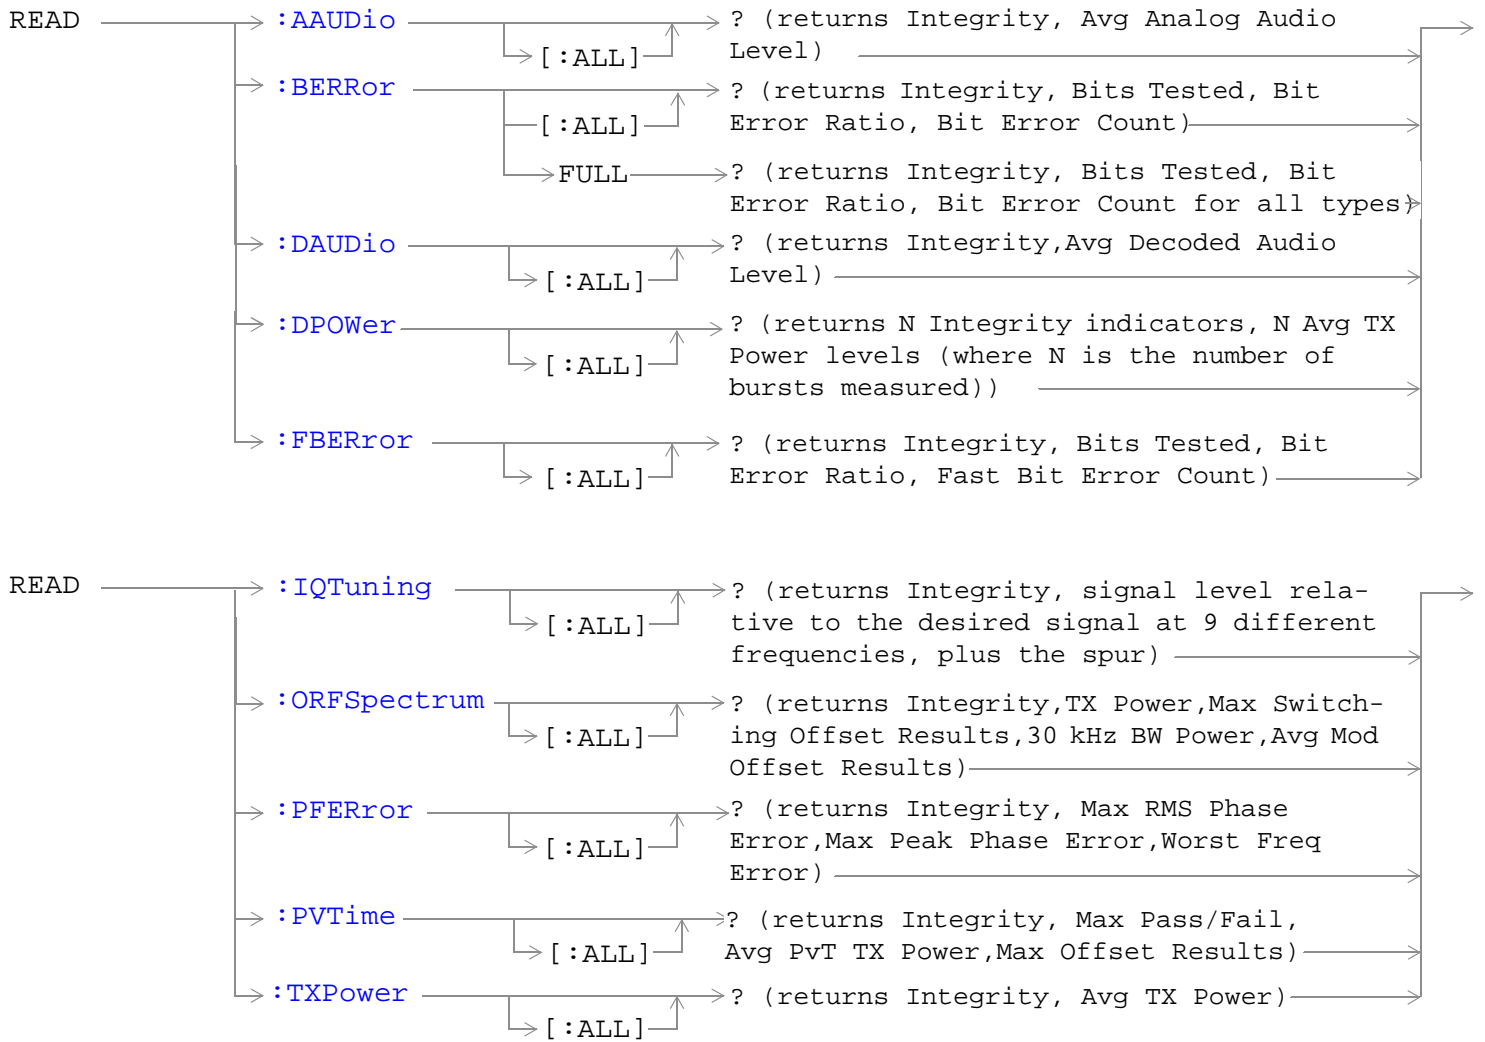 READ :AAUDio ? (returns Integrity, Avg Analog Audio
[:ALL] Level)
:BERRor ? (returns Integrity, Bits Tested, Bit
[:ALL] Error Ratio, Bit Error Count)
FULL ? (returns Integrity, Bits Tested, Bit
Error Ratio, Bit Error Count for all types)
:DAUDio ? (returns Integrity,Avg Decoded Audio
[:ALL] Level)
:DPOWer ? (returns N Integrity indicators, N Avg TX
[:ALL] Power levels (where N is the number of
bursts measured))
:FBERror ? (returns Integrity, Bits Tested, Bit
[:ALL] Error Ratio, Fast Bit Error Count)
READ :IQTuning ? (returns Integrity, signal level rela-
[:ALL] tive to the desired signal at 9 different
frequencies, plus the spur)
:ORFSpectrum ? (returns Integrity,TX Power,Max Switch-
[:ALL] ing Offset Results,30 kHz BW Power,Avg Mod
Offset Results)
:PFERror ? (returns Integrity, Max RMS Phase
[:ALL] Error,Max Peak Phase Error,Worst Freq
Error)
:PVTime ? (returns Integrity, Max Pass/Fail,
[:ALL] Avg PvT TX Power,Max Offset Results)
:TXPower ? (returns Integrity, Avg TX Power)
[:ALL]